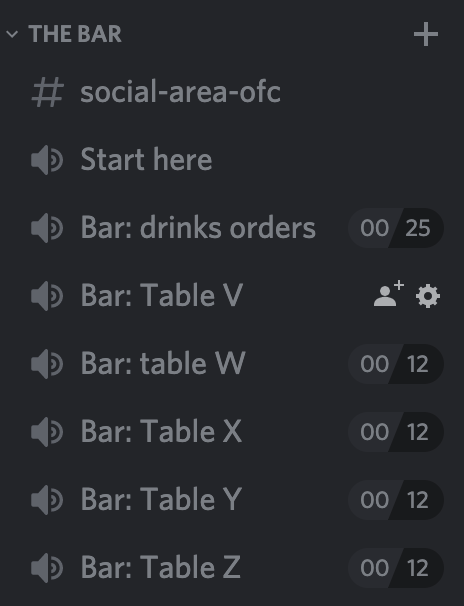 THE BAR
# social-area-ofc
Start here
Bar: drinks orders 00 25
Bar: Table V
Bar: table W 00 12
Bar: Table X 00 12
Bar: Table Y 00 12
Bar: Table Z 00 12